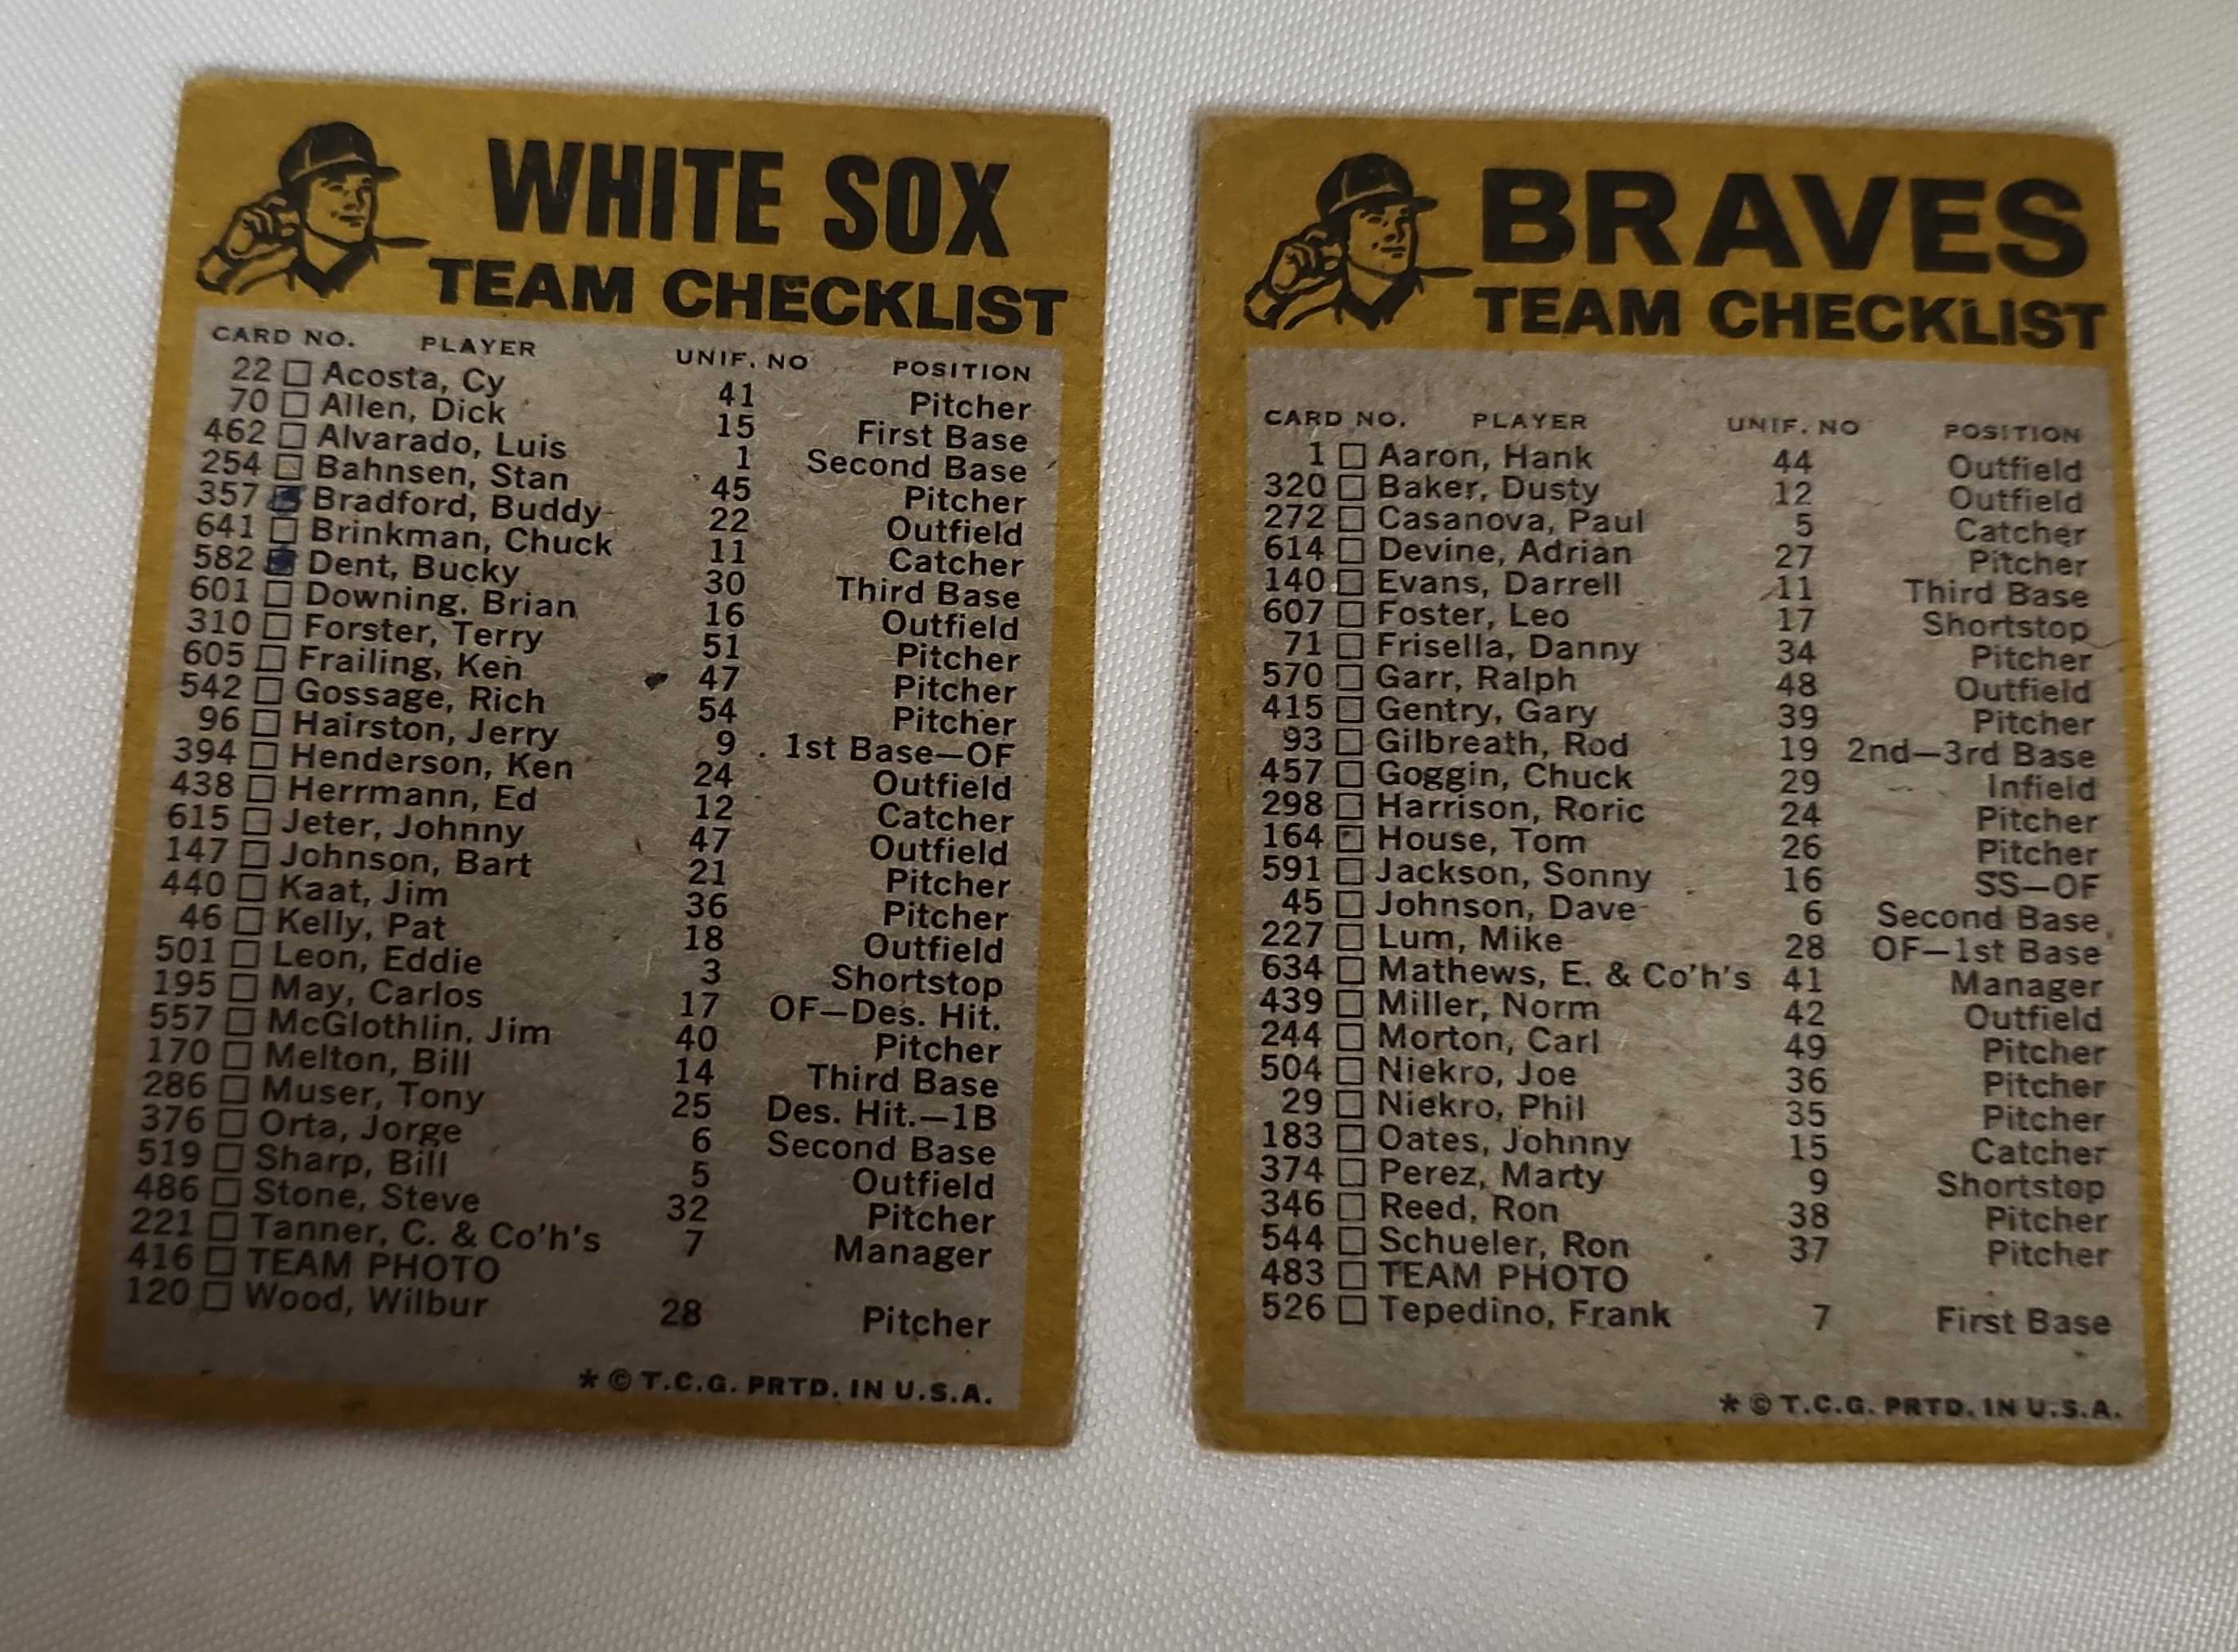 WHITE SOX
TEAM CHECKLIST
CARD NO. PLAYER UNIF. NO POSITION
22 Acosta, Cy 41 Pitcher
70 Allen, Dick 15 First Base
462 Alvarado, Luis 1 Second Base
254 Bahnsen, Stan 45 Pitcher
357 Bradford, Buddy 22 Outfield
641 Brinkman, Chuck 11 Catcher
582 Dent, Bucky 30 Third Base
601 Downing, Brian 16 Outfield
310 Forster, Terry 51 Pitcher
605 Frailing, Ken 47 Pitcher
542 Gossage, Rich 54 Pitcher
96 Hairston, Jerry 9 1st Base—OF
394 Henderson, Ken 24 Outfield
438 Herrmann, Ed 12 Catcher
615 Jeter, Johnny 47 Outfield
147 Johnson, Bart 21 Pitcher
440 Kaat, Jim 36 Pitcher
46 Kelly, Pat 18 Outfield
501 Leon, Eddie 3 Shortstop
195 May, Carlos 17 OF—Des. Hit.
557 McGlothlin, Jim 40 Pitcher
170 Melton, Bill 14 Third Base
286 Muser, Tony 25 Des. Hit.—1B
376 Orta, Jorge 6 Second Base
519 Sharp, Bill 5 Outfield
486 Stone, Steve 32 Pitcher
221 Tanner, C. & Co'h's 7 Manager
416 TEAM PHOTO
120 Wood, Wilbur 28 Pitcher
* © T.C.G. PRTD. IN U.S.A.
BRAVES
TEAM CHECKLIST
CARD NO. PLAYER UNIF. NO POSITION
1 Aaron, Hank 44 Outfield
320 Baker, Dusty 12 Outfield
272 Casanova, Paul 5 Catcher
614 Devine, Adrian 27 Pitcher
140 Evans, Darrell 11 Third Base
607 Foster, Leo 17 Shortstop
71 Frisella, Danny 34 Pitcher
570 Garr, Ralph 48 Outfield
415 Gentry, Gary 39 Pitcher
93 Gilbreath, Rod 19 2nd—3rd Base
457 Goggin, Chuck 29 Infield
298 Harrison, Roric 24 Pitcher
164 House, Tom 26 Pitcher
591 Jackson, Sonny 16 SS—OF
45 Johnson, Dave 6 Second Base
227 Lum, Mike 28 OF—1st Base
634 Mathews, E. & Co'h's 41 Manager
439 Miller, Norm 42 Outfield
244 Morton, Carl 49 Pitcher
504 Niekro, Joe 36 Pitcher
29 Niekro, Phil 35 Pitcher
183 Oates, Johnny 15 Catcher
374 Perez, Marty 9 Shortstop
346 Reed, Ron 38 Pitcher
544 Schueler, Ron 37 Pitcher
483 TEAM PHOTO
526 Tepedino, Frank 7 First Base
* © T.C.G. PRTD. IN U.S.A.